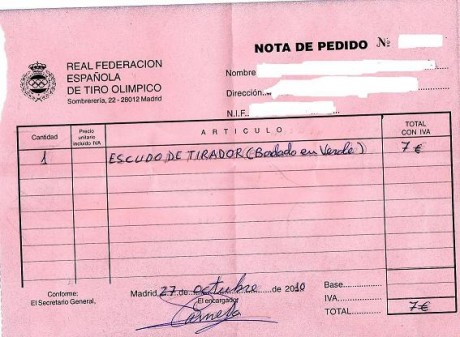 REAL FEDERACION
ESPAÑOLA
DE TIRO OLIMPICO
Sombrerería, 22 - 28012 Madrid
NOTA DE PEDIDO Nº
Nombre
Dirección
N.I.F.
Cantidad
Precio unitario incluido IVA
ARTICULO
TOTAL CON IVA
1 ESCUDO DE TIRADOR (Bodado en Verde) 7 €
Conforme:
El Secretario General,
Madrid 27 de octubre de 2010
El encargado
Base
IVA
TOTAL 7€